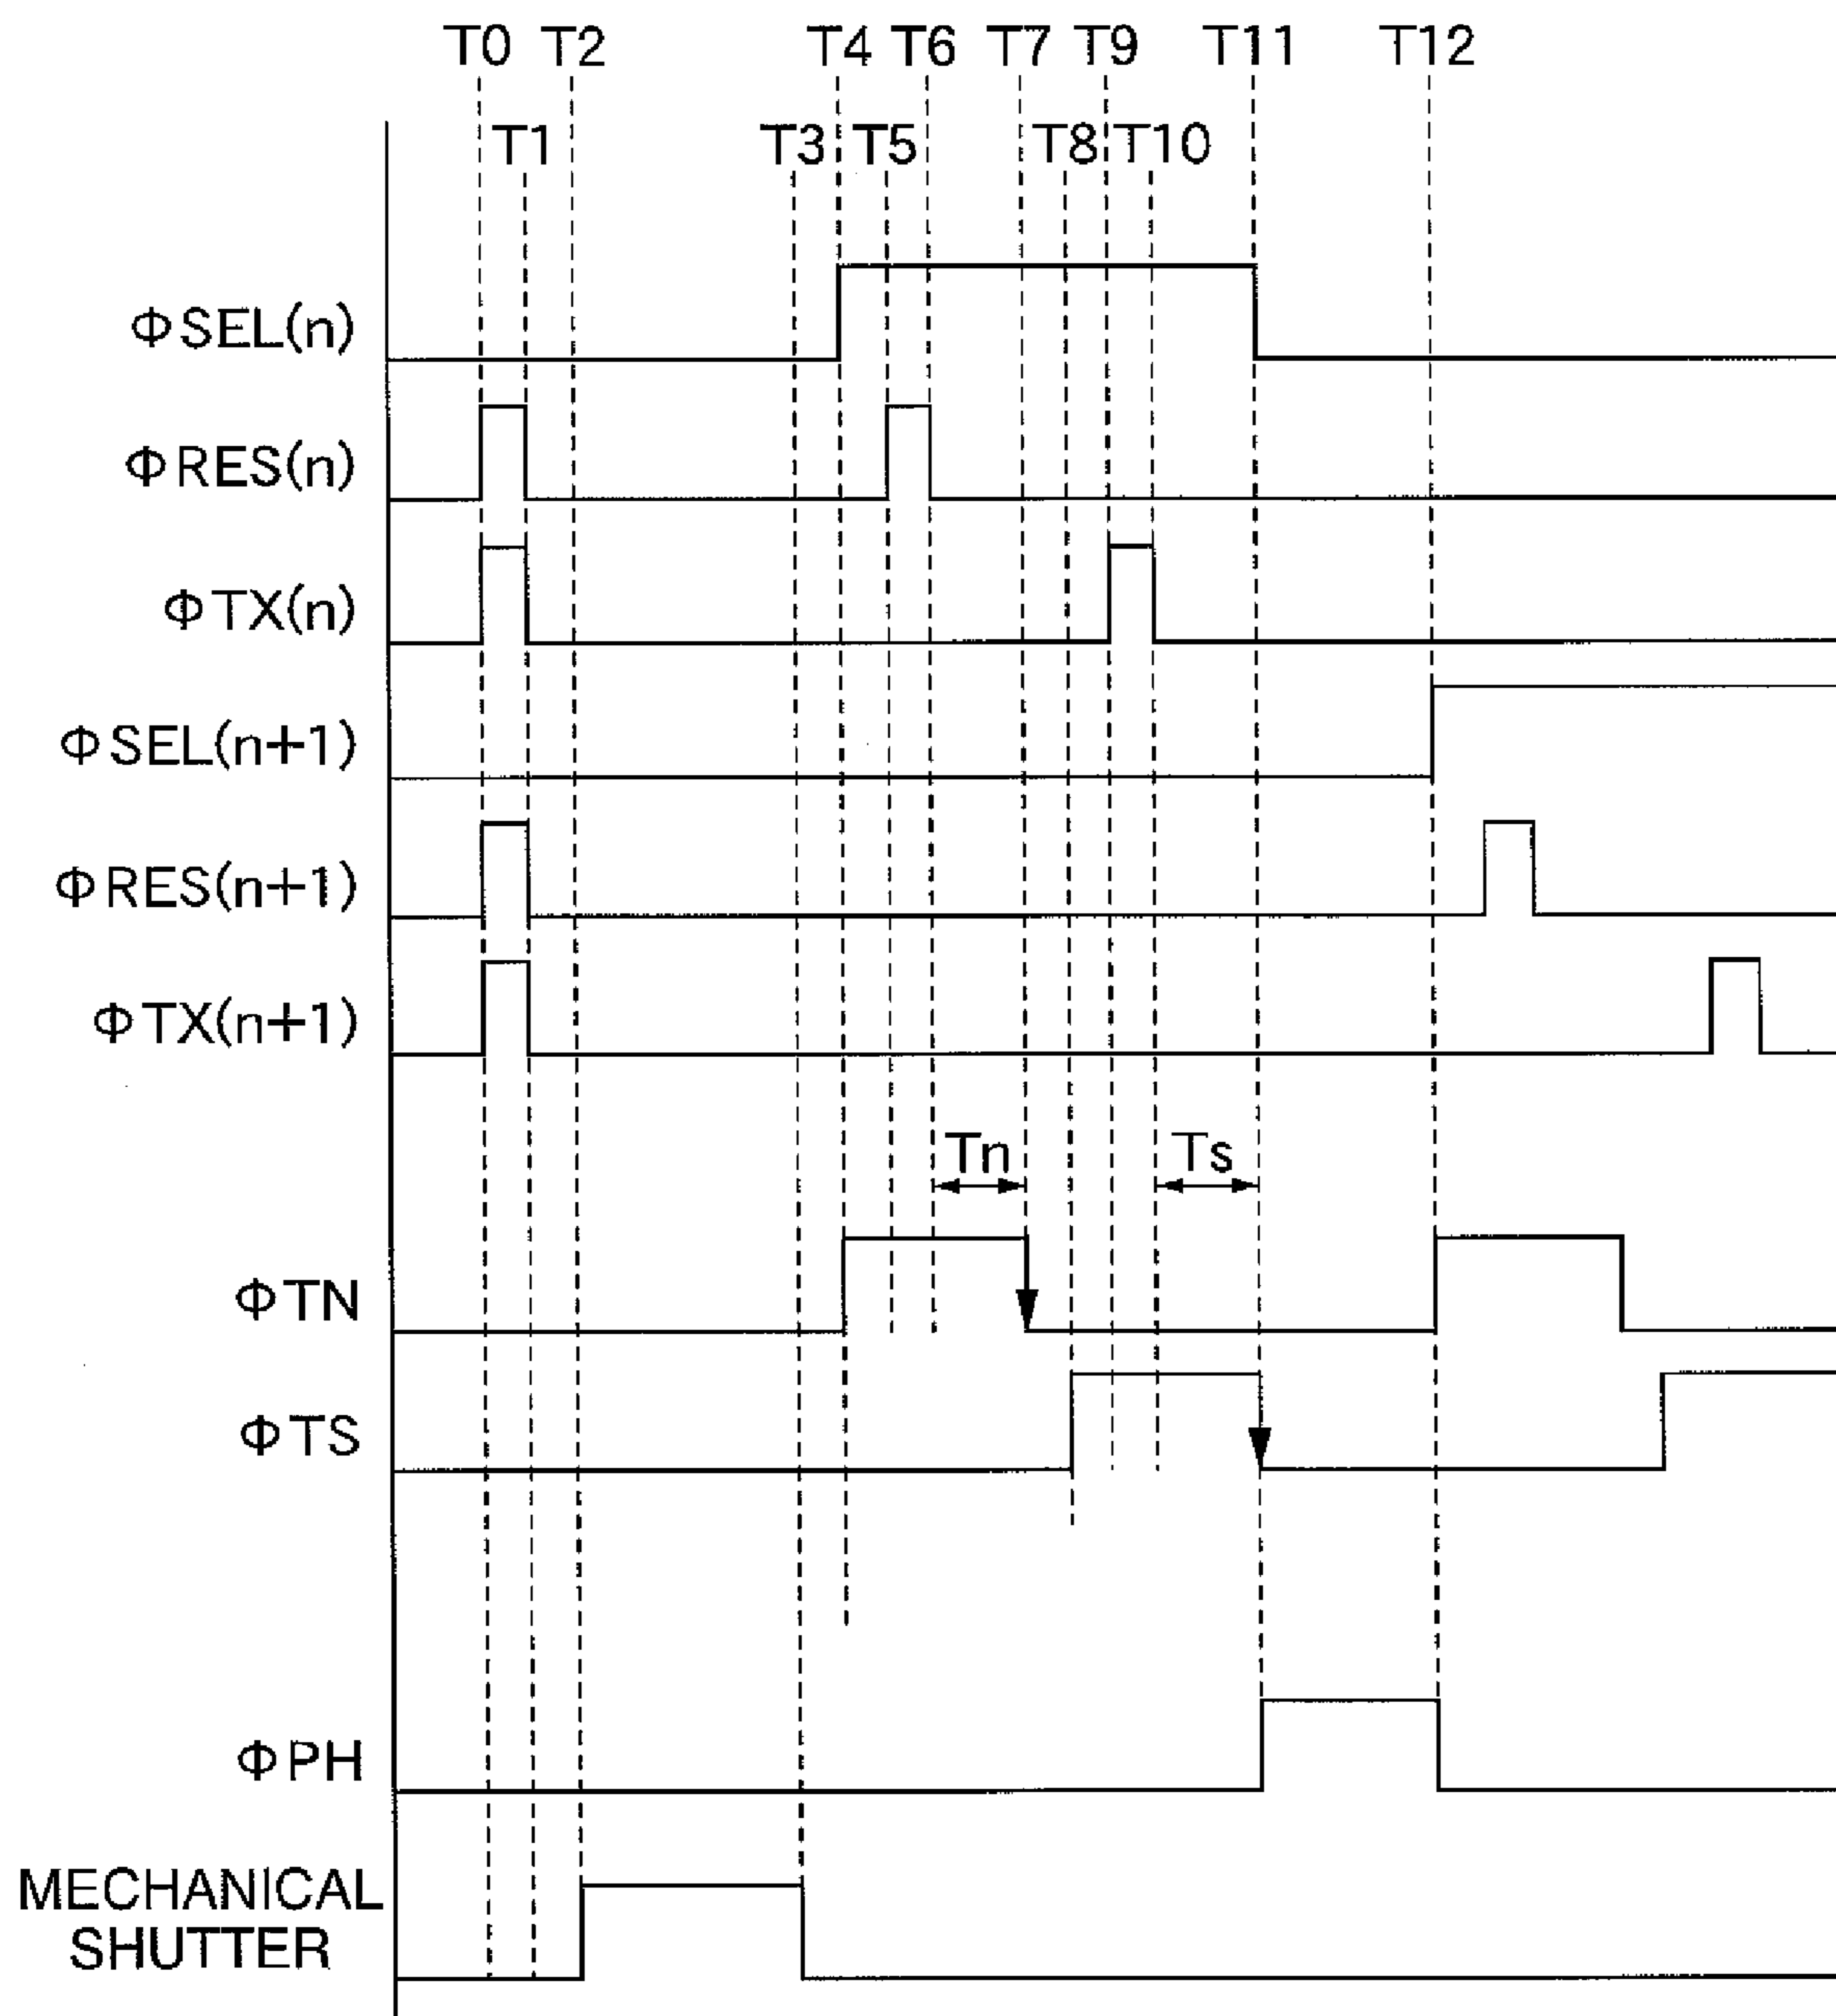 T0 T2 T4 T6 T7 T9 T11 T12
T1 T3 T5 T8 T10
ΦSEL(n)
ΦRES(n)
ΦTX(n)
ΦSEL(n+1)
ΦRES(n+1)
ΦTX(n+1)
Tn Ts
ΦTN
ΦTS
ΦPH
MECHANICAL
SHUTTER